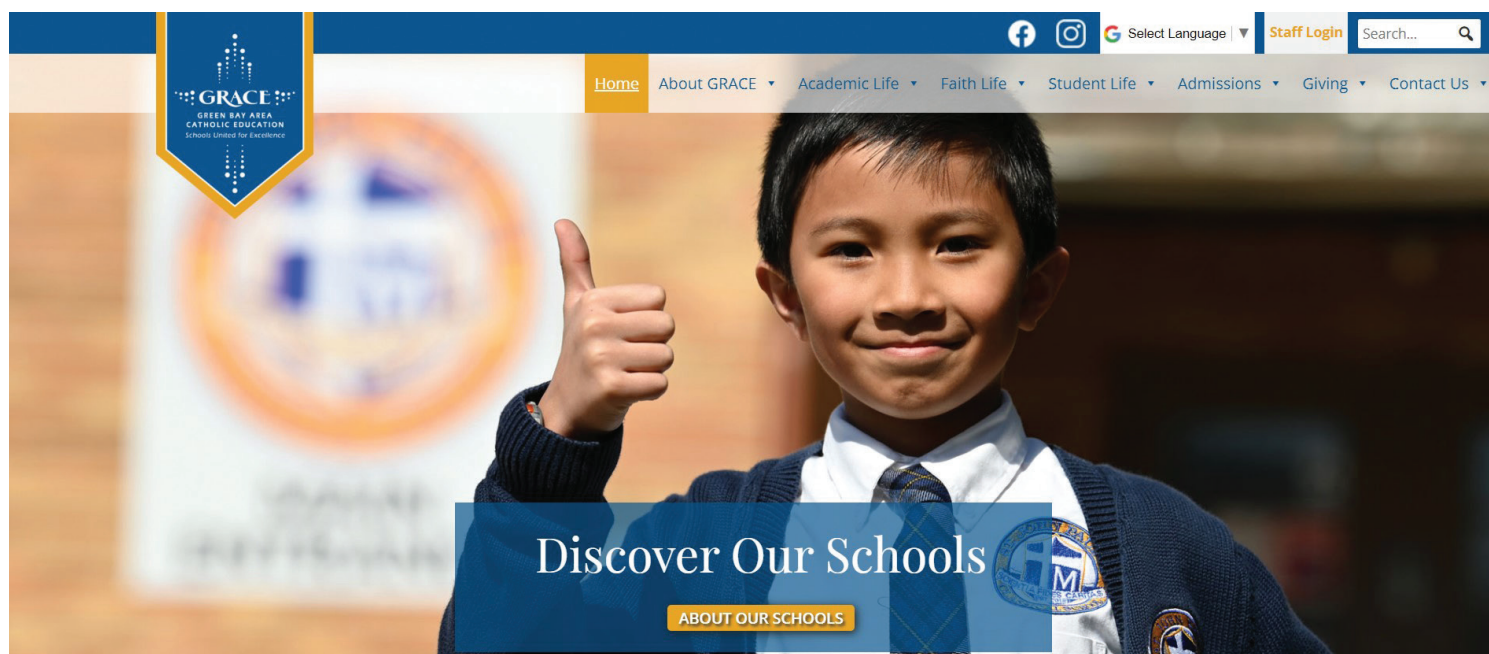 Select Language ▼
Staff Login
Search...
GRACE
GREEN BAY AREA
CATHOLIC EDUCATION
Schools United for Excellence
Home
About GRACE
Academic Life
Faith Life
Student Life
Admissions
Giving
Contact Us
Discover Our Schools
ABOUT OUR SCHOOLS
M